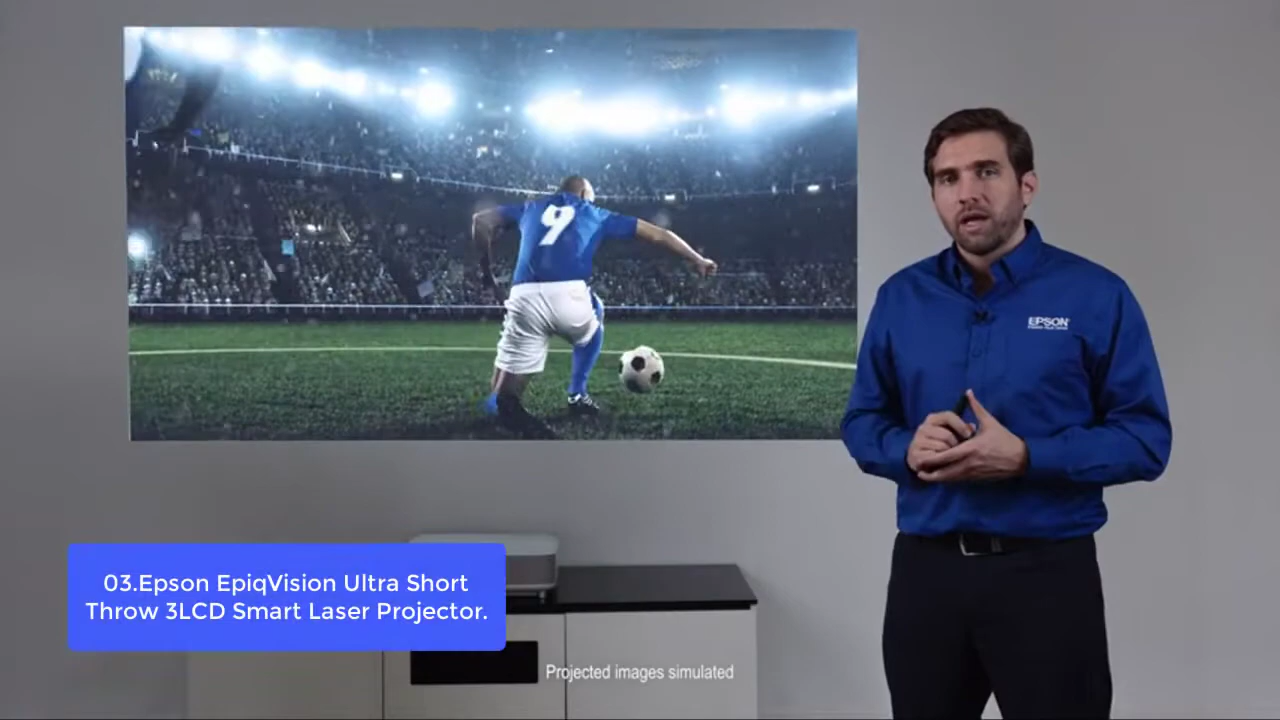 9
EPSON
03.Epson EpiqVision Ultra Short
Throw 3LCD Smart Laser Projector.
Projected images simulated